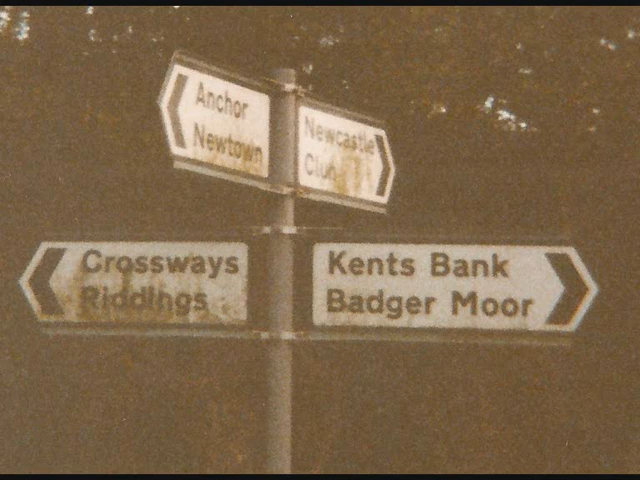 Anchor
Newtown
Newcastle
Clun
Crossways
Riddings
Kents Bank
Badger Moor